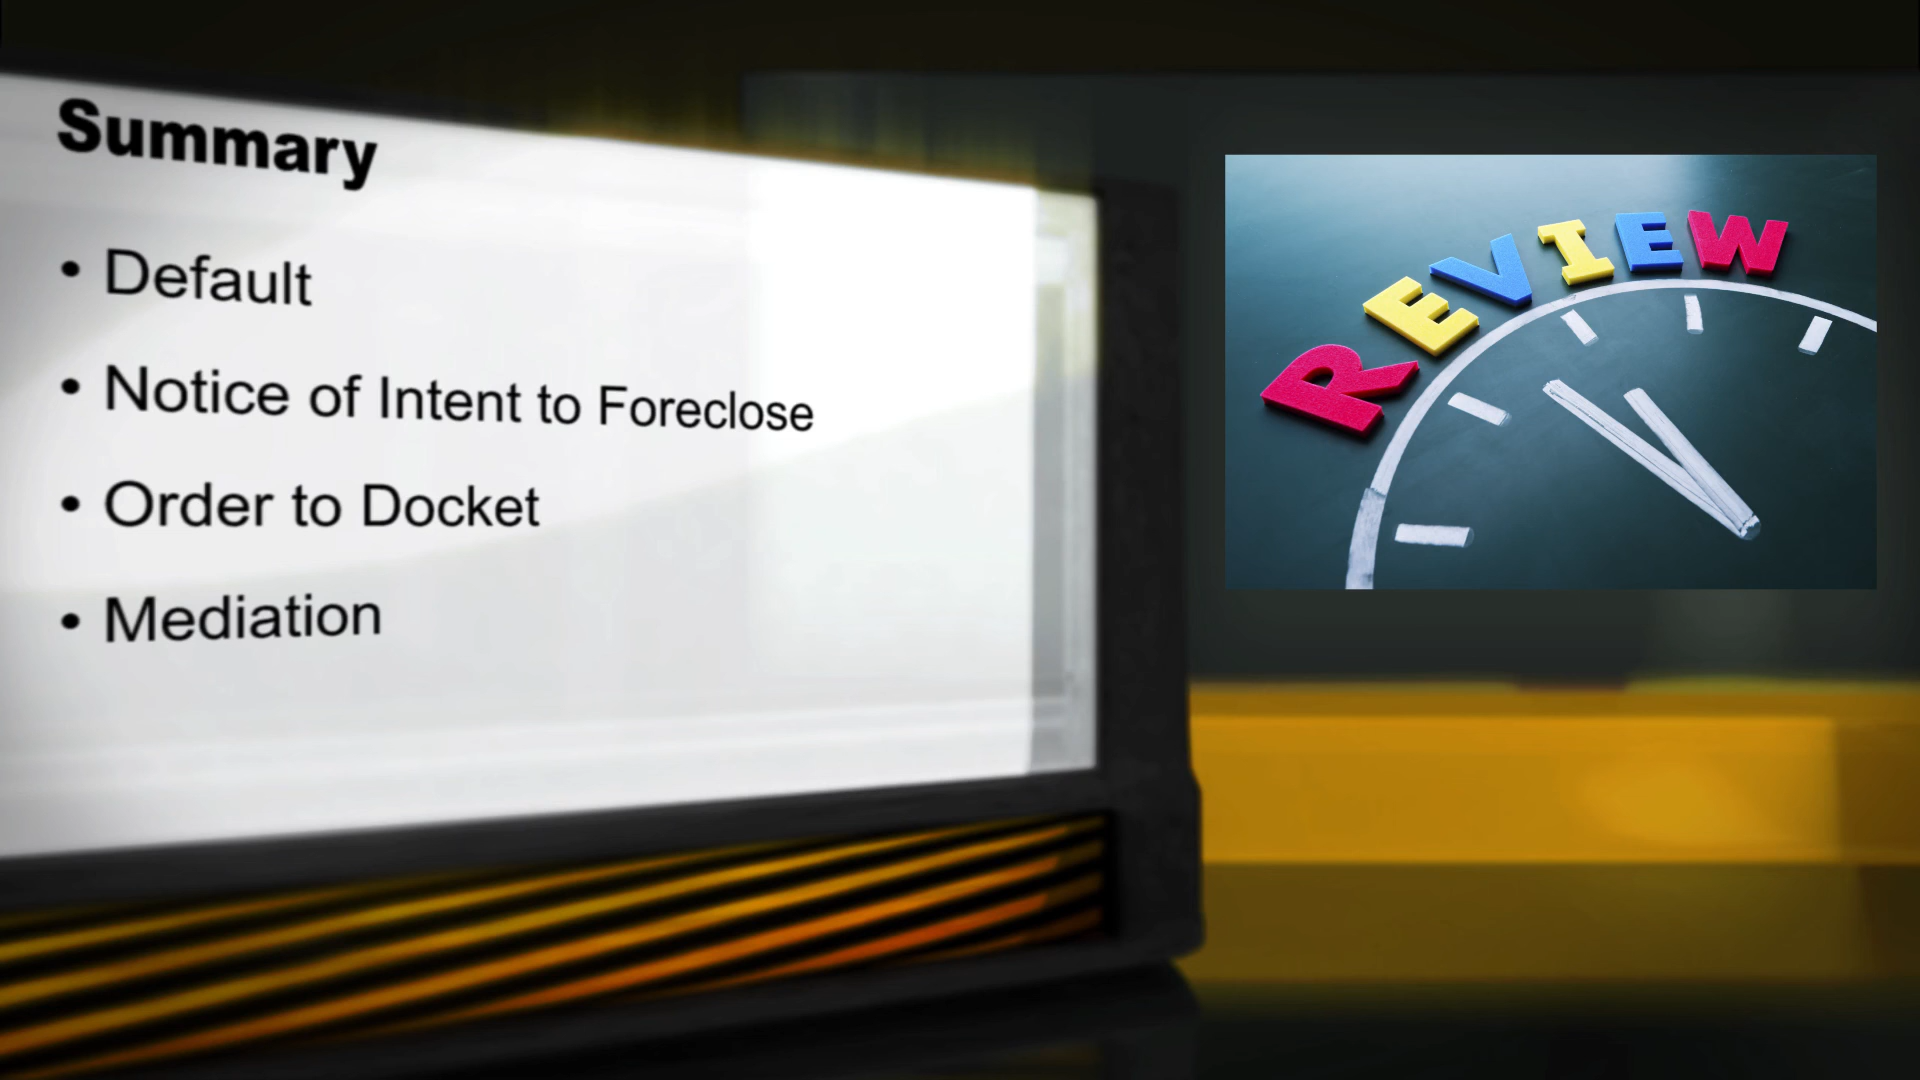 Summary
• Default
• Notice of Intent to Foreclose
• Order to Docket
• Mediation
REVIEW